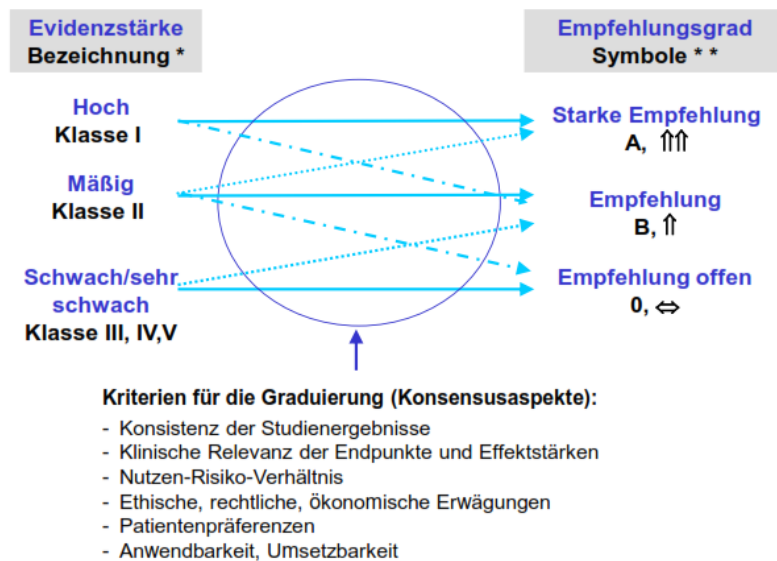 Evidenzstärke
Bezeichnung *
Empfehlungsgrad
Symbole * *
Hoch
Klasse I
Starke Empfehlung
A, ⇑⇑
Mäßig
Klasse II
Empfehlung
B, ⇑
Schwach/sehr
schwach
Klasse III, IV,V
Empfehlung offen
0, ⇔
Kriterien für die Graduierung (Konsensusaspekte):
- Konsistenz der Studienergebnisse
- Klinische Relevanz der Endpunkte und Effektstärken
- Nutzen-Risiko-Verhältnis
- Ethische, rechtliche, ökonomische Erwägungen
- Patientenpräferenzen
- Anwendbarkeit, Umsetzbarkeit